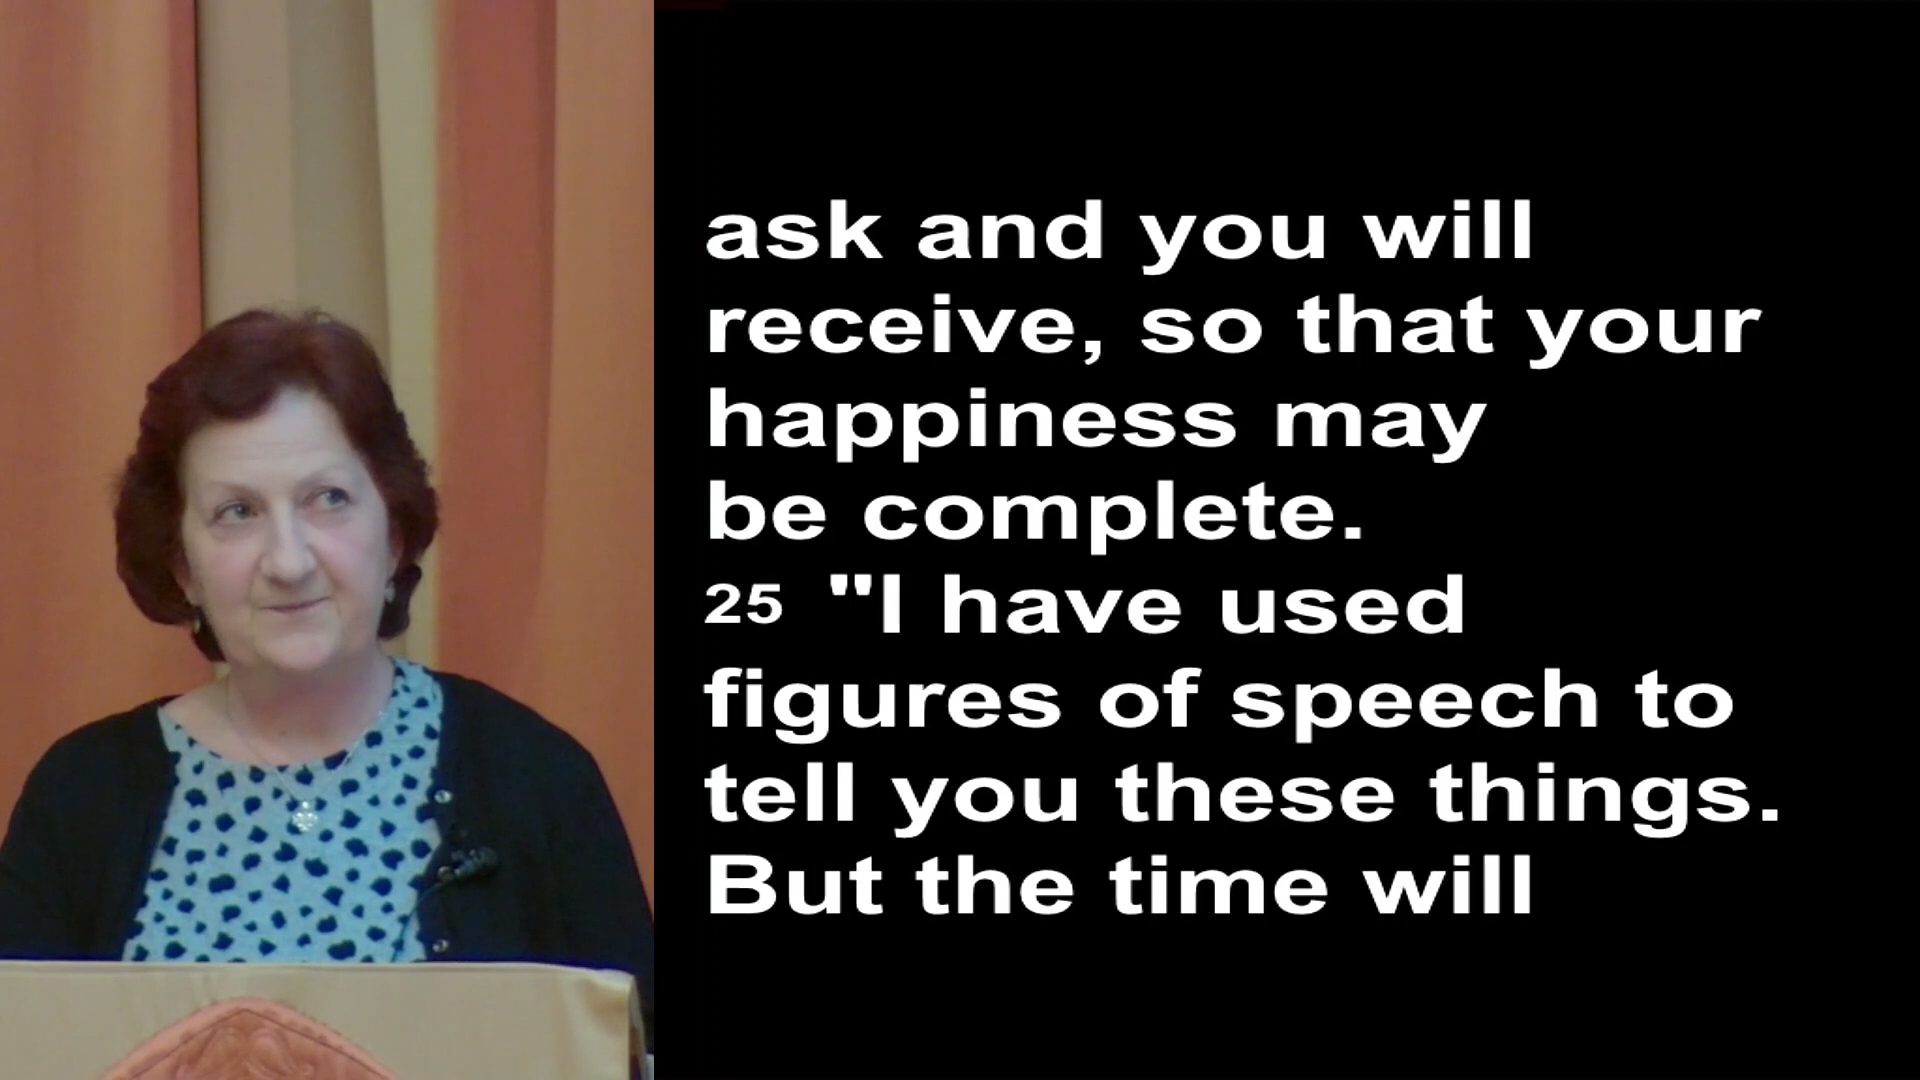 ask and you will
receive, so that your
happiness may
be complete.
25 "I have used
figures of speech to
tell you these things.
But the time will